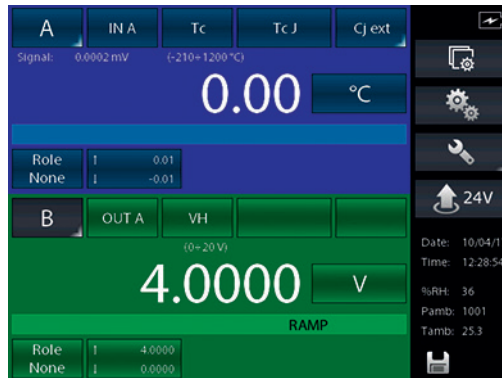 A IN A Tc Tc J Cj ext
Signal: 0.0002 mV (-210÷1200 °C)
0.00 °C
Role None
↑ 0.01
↓ -0.01
B OUT A VH
(0÷20 V)
4.0000 V
RAMP
Role None
↑ 4.0000
↓ 0.0000
24V
Date: 10/04/1
Time: 12:28:54
%RH: 36
Pamb: 1001
Tamb: 25.3